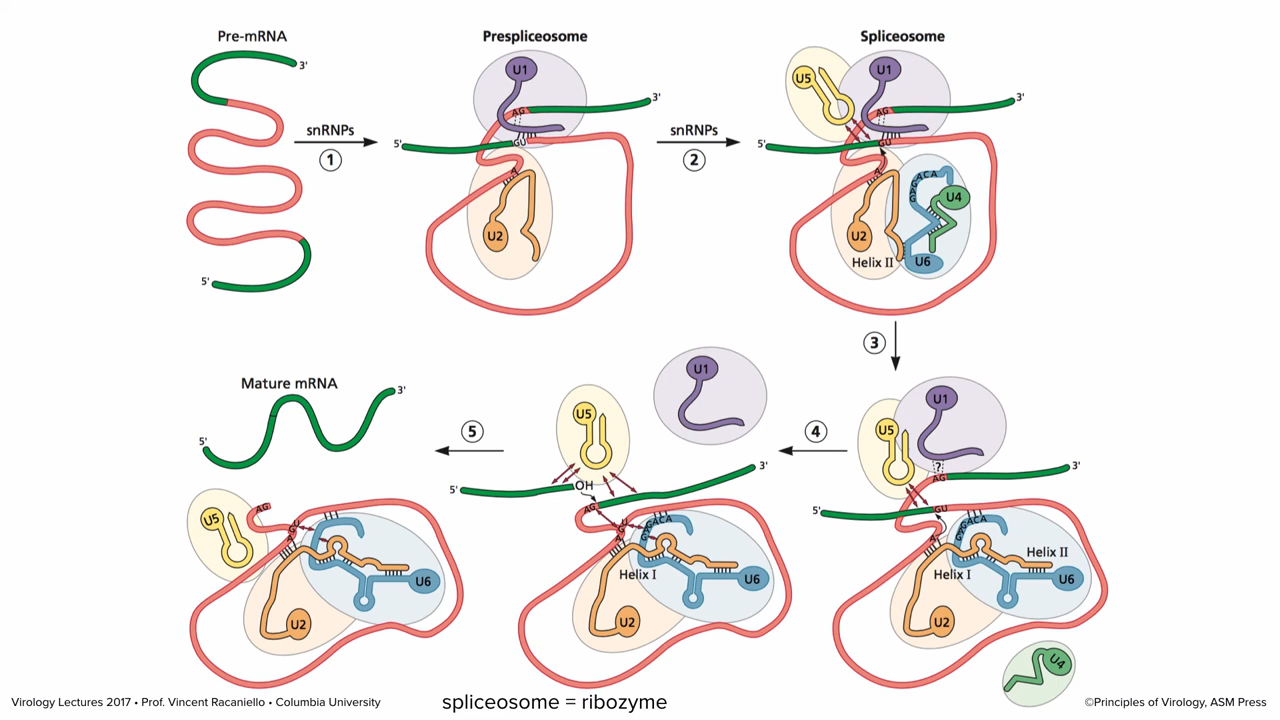 Pre-mRNA
3'
5'
snRNPs
1
Prespliceosome
U1
3'
AG
5'
GU
A
U2
snRNPs
2
Spliceosome
U5
U1
3'
AG
5'
GU
A
ACA
GAG
U4
U2
Helix II
U6
3
U1
U5
?
3'
AG
5'
GU
A
GAGACA
Helix II
Helix I
U6
U2
U4
4
U1
U5
3'
OH
5'
AG
U
G
A
GAGACA
Helix I
U6
U2
5
Mature mRNA
3'
5'
AG
U5
U
G
A
U6
U2
Virology Lectures 2017 • Prof. Vincent Racaniello • Columbia University
spliceosome = ribozyme
©Principles of Virology, ASM Press